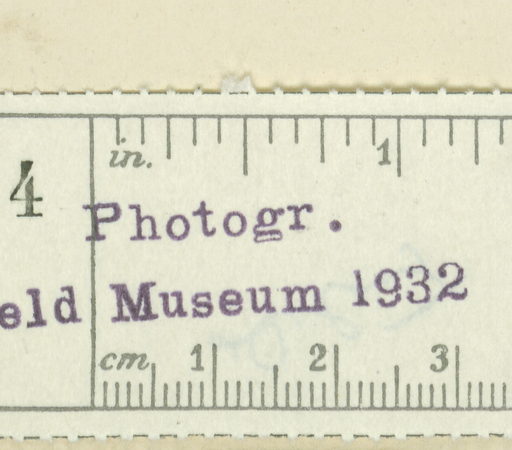 in. 1
4
Photogr.
eld Museum 1932
cm 1 2 3